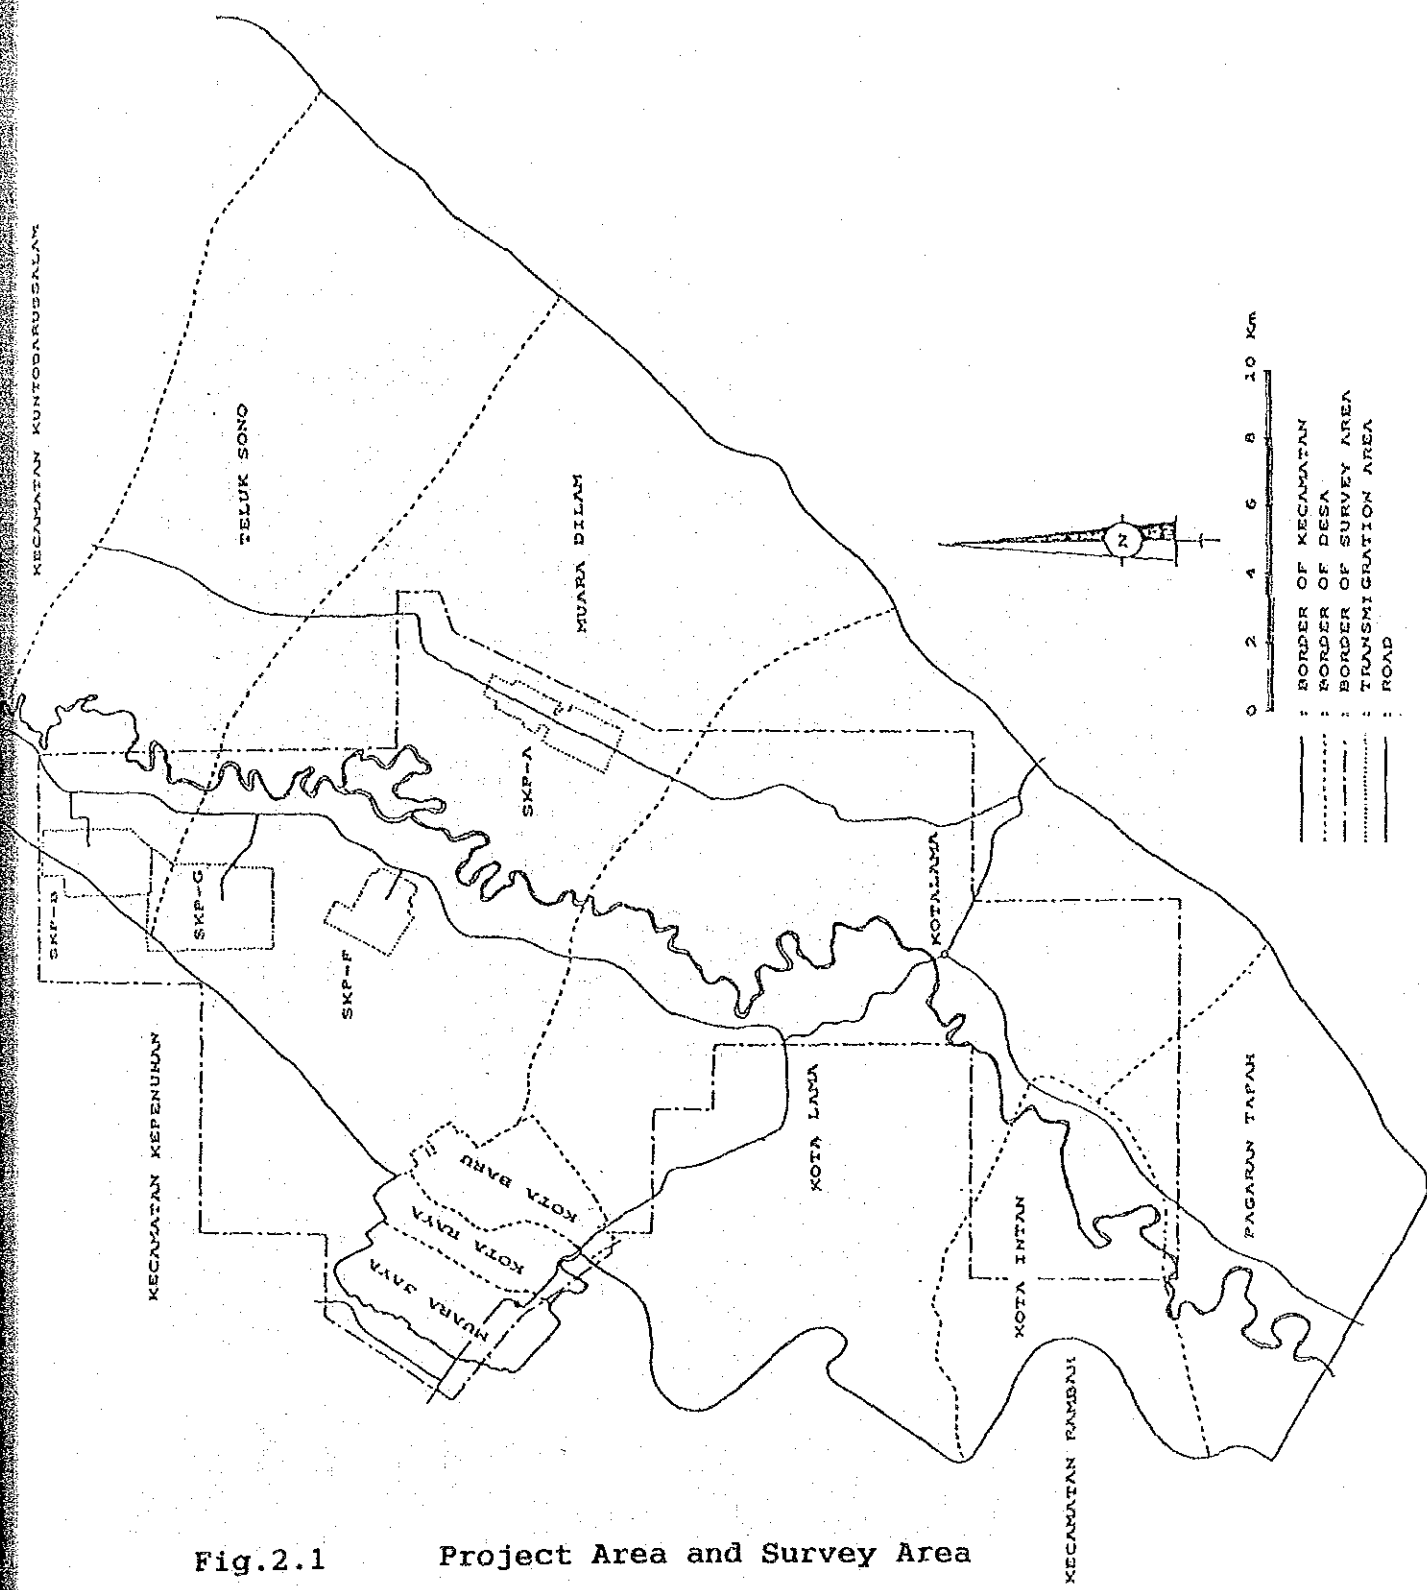 KECAMATAN KUNTODARUSSALAM
TELUK SONO
MUARA DILAM
SKP-A
SKP-B
SKP-G
SKP-F
KECAMATAN KEPENUHAN
KOTALAMA
KOTA LAMA
KOTA BARU
KOTA RAYA
MUARA JAYA
KOTA INTAN
PAGARAN TAPAH
KECAMATAN RAMBAH
N
0 2 4 6 8 10 Km
: BORDER OF KECAMATAN
: BORDER OF DESA
: BORDER OF SURVEY AREA
: TRANSMIGRATION AREA
: ROAD
Fig.2.1 Project Area and Survey Area